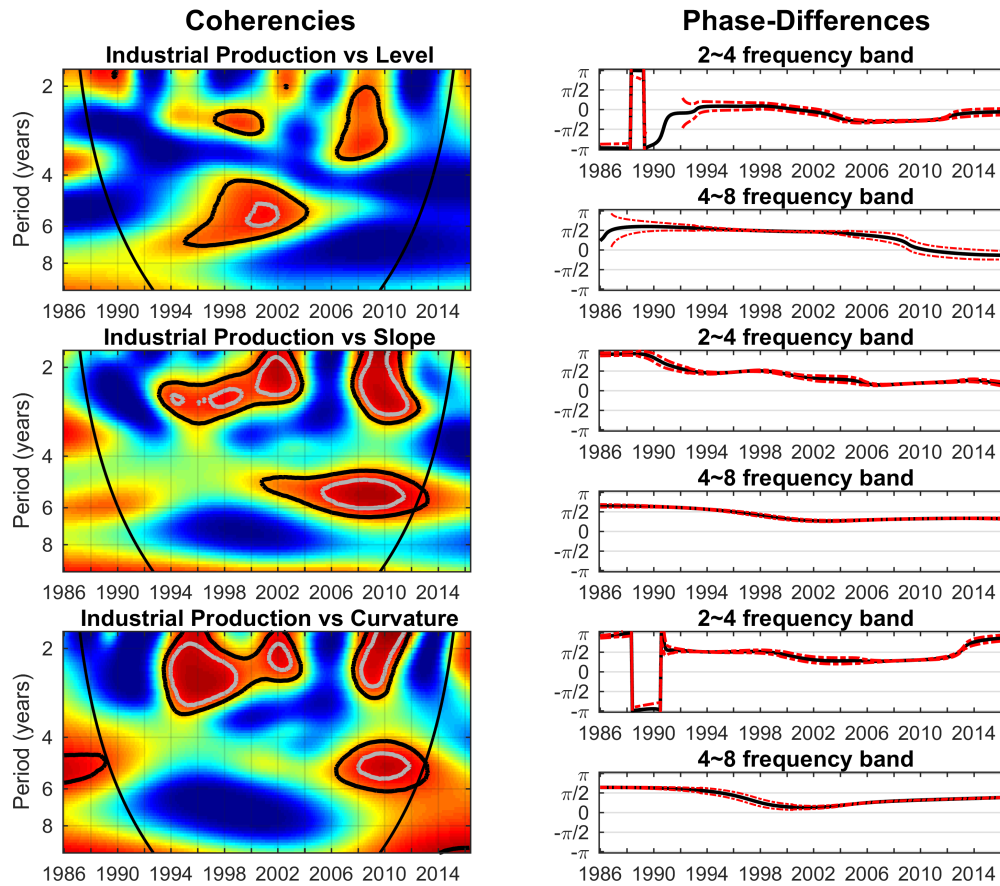 Coherencies
Phase-Differences
Industrial Production vs Level
Period (years)
2
4
6
8
1986 1990 1994 1998 2002 2006 2010 2014
2~4 frequency band
π
π/2
0
-π/2
-π
1986 1990 1994 1998 2002 2006 2010 2014
4~8 frequency band
π
π/2
0
-π/2
-π
1986 1990 1994 1998 2002 2006 2010 2014
Industrial Production vs Slope
Period (years)
2
4
6
8
1986 1990 1994 1998 2002 2006 2010 2014
2~4 frequency band
π
π/2
0
-π/2
-π
1986 1990 1994 1998 2002 2006 2010 2014
4~8 frequency band
π
π/2
0
-π/2
-π
1986 1990 1994 1998 2002 2006 2010 2014
Industrial Production vs Curvature
Period (years)
2
4
6
8
1986 1990 1994 1998 2002 2006 2010 2014
2~4 frequency band
π
π/2
0
-π/2
-π
1986 1990 1994 1998 2002 2006 2010 2014
4~8 frequency band
π
π/2
0
-π/2
-π
1986 1990 1994 1998 2002 2006 2010 2014